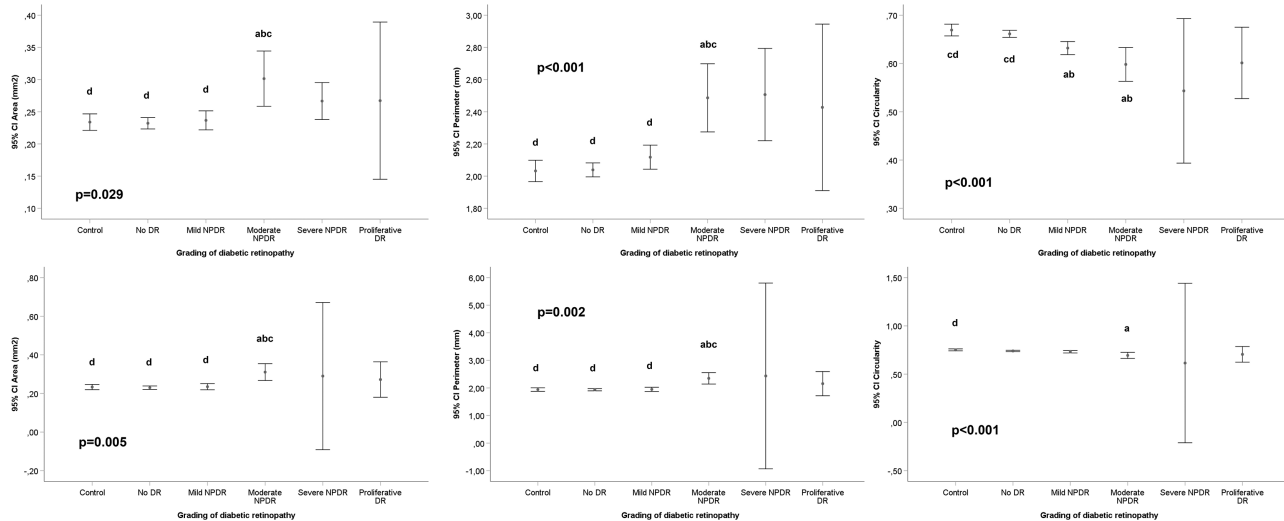 ,40
,35
,30
,25
,20
,15
,10
95% CI Area (mm2)
d
d
d
abc
p=0.029
Control
No DR
Mild NPDR
Moderate
NPDR
Severe NPDR
Proliferative
DR
Grading of diabetic retinopathy
3,00
2,80
2,60
2,40
2,20
2,00
1,80
95% CI Perimeter (mm)
p<0.001
d
d
d
abc
Control
No DR
Mild NPDR
Moderate
NPDR
Severe NPDR
Proliferative
DR
Grading of diabetic retinopathy
,70
,60
,50
,40
,30
95% CI Circularity
cd
cd
ab
ab
p<0.001
Control
No DR
Mild NPDR
Moderate
NPDR
Severe NPDR
Proliferative
DR
Grading of diabetic retinopathy
,80
,60
,40
,20
,00
-,20
95% CI Area (mm2)
d
d
d
abc
p=0.005
Control
No DR
Mild NPDR
Moderate
NPDR
Severe NPDR
Proliferative
DR
Grading of diabetic retinopathy
6,00
5,00
4,00
3,00
2,00
1,00
,00
-1,00
95% CI Perimeter (mm)
p=0.002
d
d
d
abc
Control
No DR
Mild NPDR
Moderate
NPDR
Severe NPDR
Proliferative
DR
Grading of diabetic retinopathy
1,50
1,00
,50
,00
-,50
95% CI Circularity
d
a
p<0.001
Control
No DR
Mild NPDR
Moderate
NPDR
Severe NPDR
Proliferative
DR
Grading of diabetic retinopathy